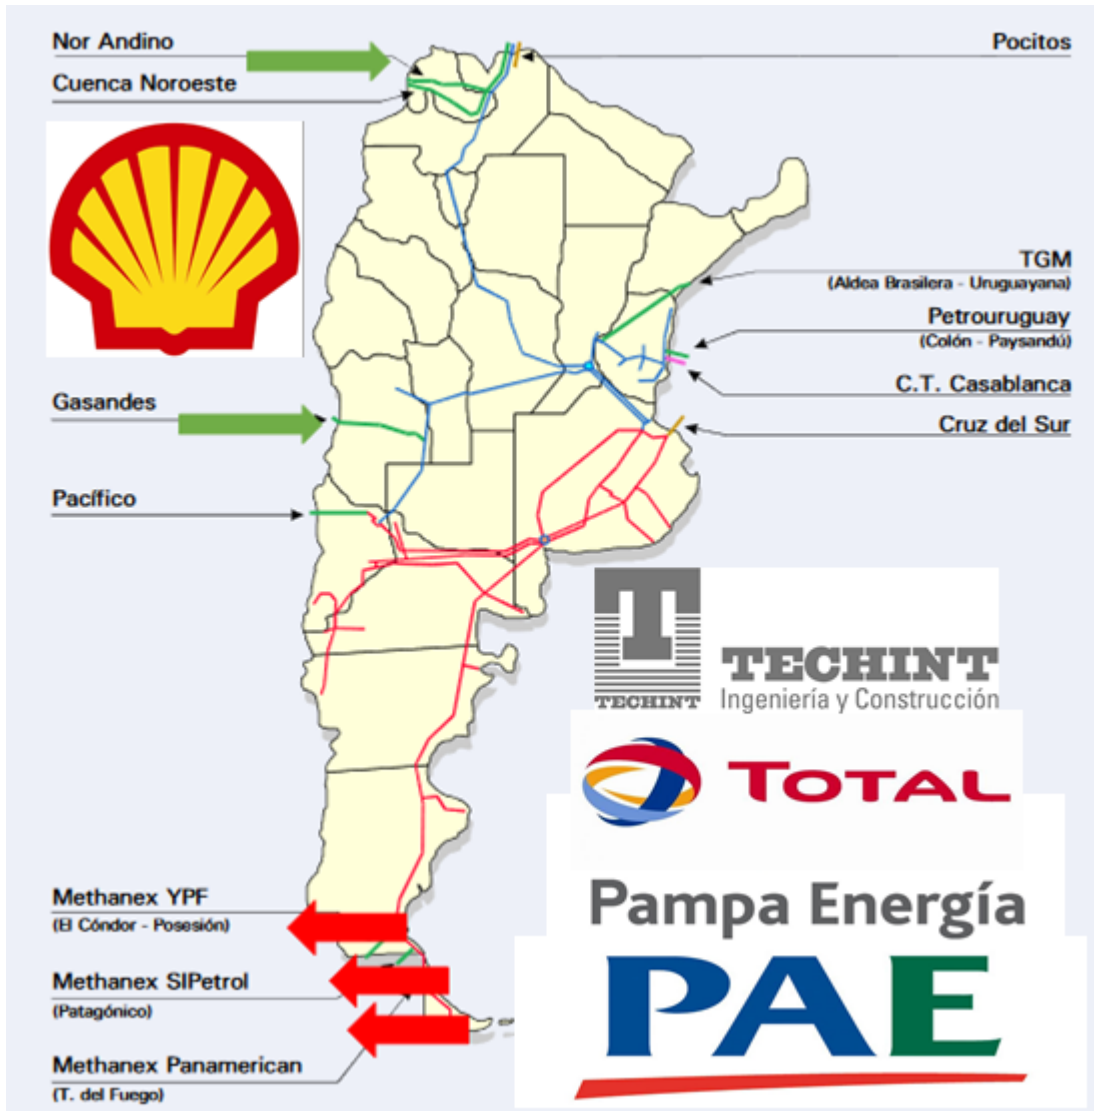 Nor Andino
Cuenca Noroeste
Pocitos
TGM
(Aldea Brasilera - Uruguayana)
Petrouruguay
(Colón - Paysandú)
C.T. Casablanca
Cruz del Sur
Gasandes
Pacífico
TECHINT
TECHINT
Ingeniería y Construcción
TOTAL
Pampa Energía
PAE
Methanex YPF
(El Cóndor - Posesión)
Methanex SIPetrol
(Patagónico)
Methanex Panamerican
(T. del Fuego)